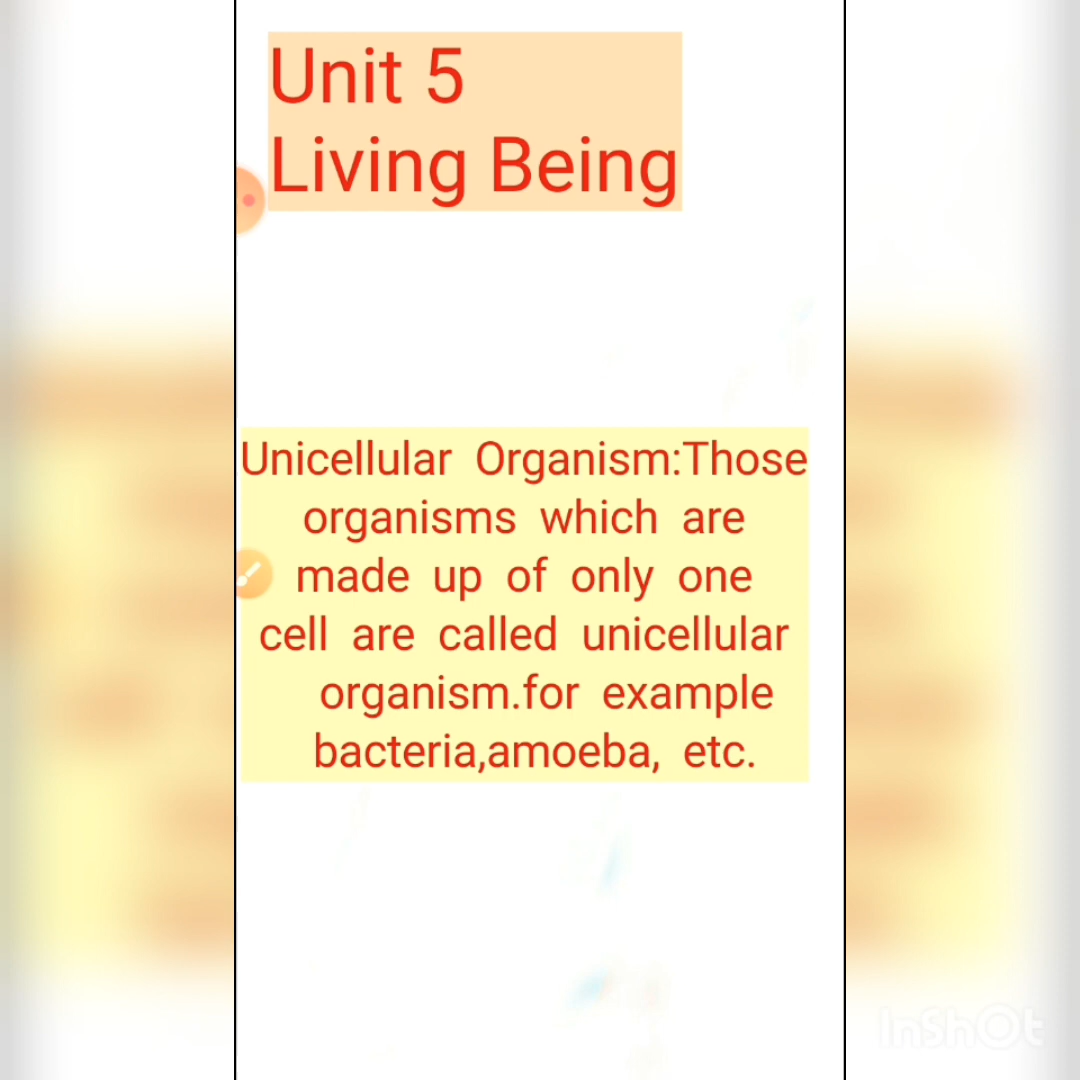 Unit 5
Living Being
Unicellular Organism:Those
organisms which are
made up of only one
cell are called unicellular
organism.for example
bacteria,amoeba, etc.
InShOt